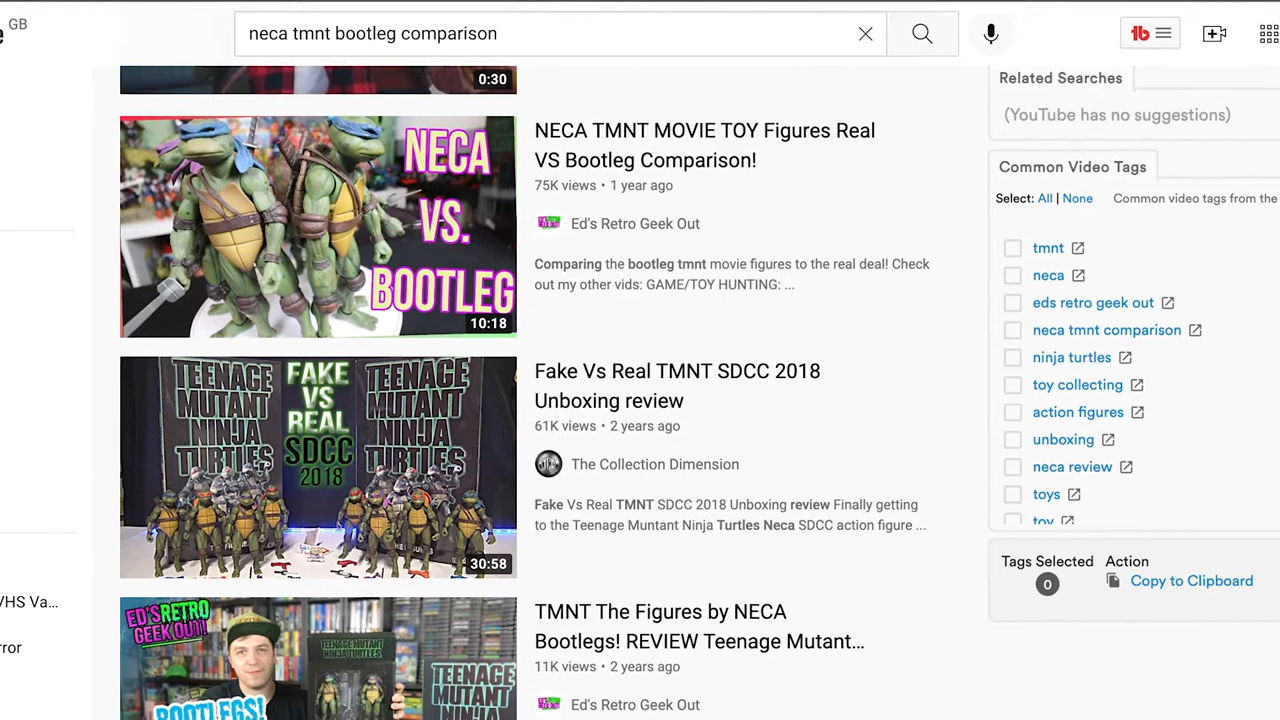 GB
neca tmnt bootleg comparison
0:30
NECA
VS.
BOOTLEG
10:18
NECA TMNT MOVIE TOY Figures Real
VS Bootleg Comparison!
75K views • 1 year ago
Ed's Retro Geek Out
Comparing the bootleg tmnt movie figures to the real deal! Check
out my other vids: GAME/TOY HUNTING: ...
TEENAGE
MUTANT
NINJA
TURTLES
FAKE
VS
REAL
SDCC
2018
TEENAGE
MUTANT
NINJA
TURTLES
30:58
Fake Vs Real TMNT SDCC 2018
Unboxing review
61K views • 2 years ago
The Collection Dimension
Fake Vs Real TMNT SDCC 2018 Unboxing review Finally getting
to the Teenage Muntant Ninja Turtles Neca SDCC action figure ...
ED'S RETRO
GEEK OUT!
TEENAGE MUTANT
NINJA TURTLES
TEENAGE
MUTANT
NINJA
BOOTLEGS!
TMNT The Figures by NECA
Bootlegs! REVIEW Teenage Mutant...
11K views • 2 years ago
Ed's Retro Geek Out
/HS Va...
rror
Related Searches
(YouTube has no suggestions)
Common Video Tags
Select: All | None Common video tags from the
tmnt
neca
eds retro geek out
neca tmnt comparison
ninja turtles
toy collecting
action figures
unboxing
neca review
toys
toy
Tags Selected
0
Action
Copy to Clipboard